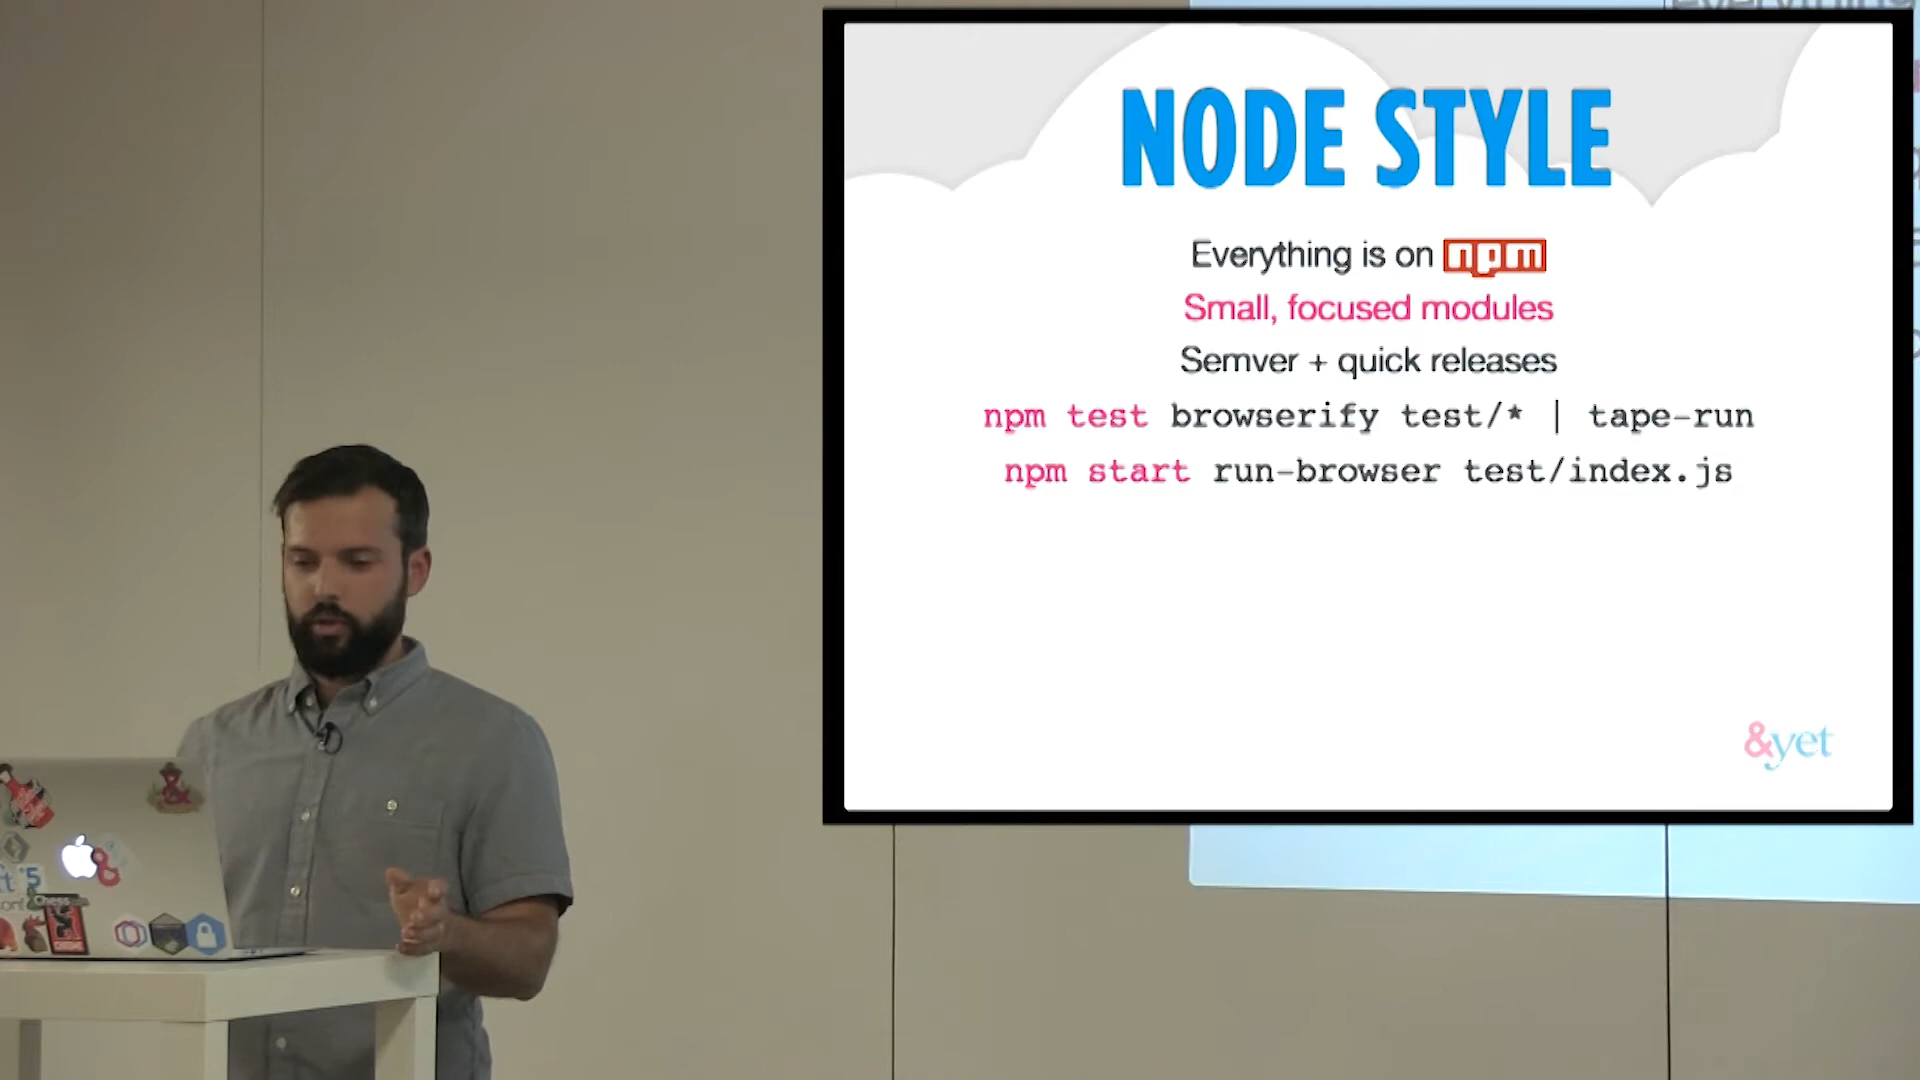 NODE STYLE
Everything is on npm
Small, focused modules
Semver + quick releases
npm test browserify test/* | tape-run
npm start run-browser test/index.js
&yet